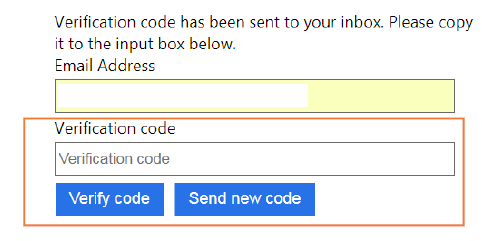 Verification code has been sent to your inbox. Please copy
it to the input box below.
Email Address
Verification code
Verification code
Verify code Send new code